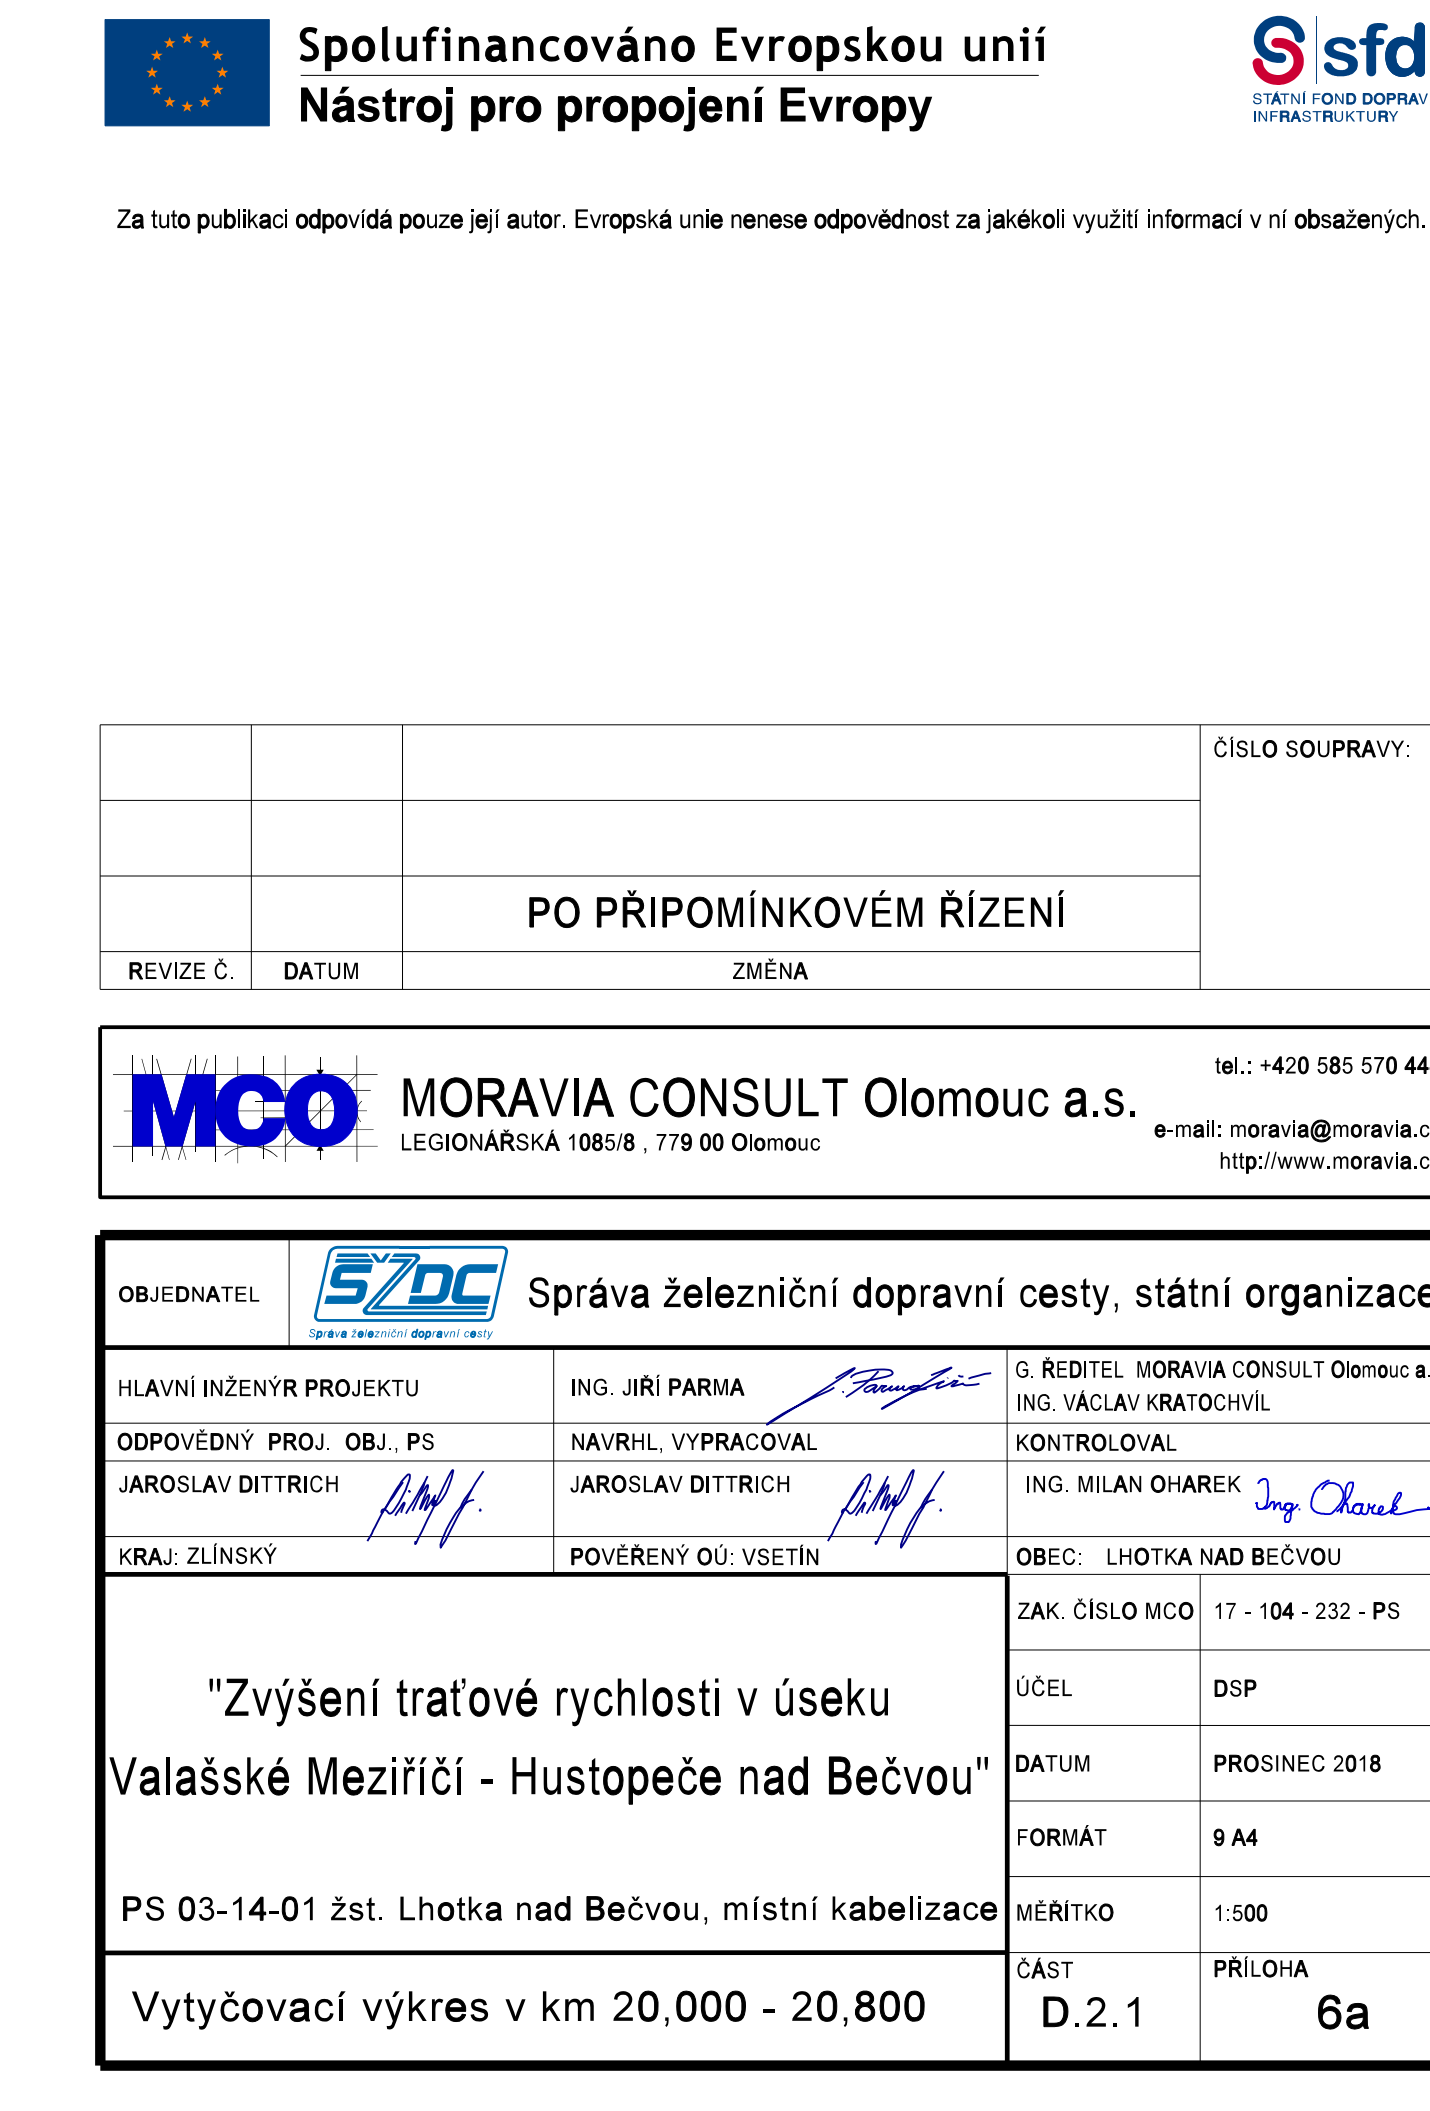 Spolufinancováno Evropskou unií
Nástroj pro propojení Evropy
sfd
STÁTNÍ FOND DOPRAV
INFRASTRUKTURY
Za tuto publikaci odpovídá pouze její autor. Evropská unie nenese odpovědnost za jakékoli využití informací v ní obsažených.
ČÍSLO SOUPRAVY:
PO PŘIPOMÍNKOVÉM ŘÍZENÍ
REVIZE Č. DATUM ZMĚNA
MCO
MORAVIA CONSULT Olomouc a.s.
LEGIONÁŘSKÁ 1085/8 , 779 00 Olomouc
tel.: +420 585 570 44
e-mail: moravia@moravia.c
http://www.moravia.c
OBJEDNATEL
SŽDC
Správa železniční dopravní cesty
Správa železniční dopravní cesty, státní organizace
HLAVNÍ INŽENÝR PROJEKTU
ING. JIŘÍ PARMA
J. Parma Jiří
G. ŘEDITEL MORAVIA CONSULT Olomouc a.
ING. VÁCLAV KRATOCHVÍL
ODPOVĚDNÝ PROJ. OBJ., PS
NAVRHL, VYPRACOVAL
KONTROLOVAL
JAROSLAV DITTRICH
JAROSLAV DITTRICH
ING. MILAN OHAREK
Ing. Oharek
KRAJ: ZLÍNSKÝ
POVĚŘENÝ OÚ: VSETÍN
OBEC: LHOTKA NAD BEČVOU
"Zvýšení traťové rychlosti v úseku
Valašské Meziříčí - Hustopeče nad Bečvou"
PS 03-14-01 žst. Lhotka nad Bečvou, místní kabelizace
Vytyčovací výkres v km 20,000 - 20,800
ZAK. ČÍSLO MCO 17 - 104 - 232 - PS
ÚČEL DSP
DATUM PROSINEC 2018
FORMÁT 9 A4
MĚŘÍTKO 1:500
ČÁST PŘÍLOHA
D.2.1 6a